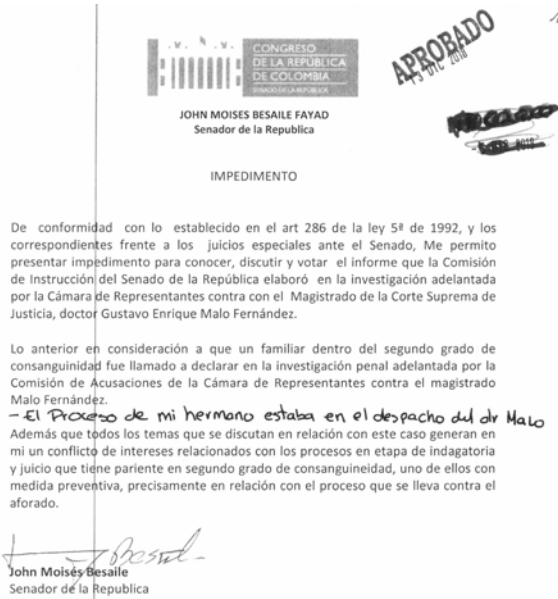 CONGRESO
DE LA REPÚBLICA
DE COLOMBIA
SENADO DE LA REPÚBLICA
APROBADO
13 DIC 2018
JOHN MOISES BESAILE FAYAD
Senador de la Republica
IMPEDIMENTO
De conformidad con lo establecido en el art 286 de la ley 5ª de 1992, y los
correspondientes frente a los juicios especiales ante el Senado, Me permito
presentar impedimento para conocer, discutir y votar el informe que la Comisión
de Instrucción del Senado de la República elaboró en la investigación adelantada
por la Cámara de Representantes contra con el Magistrado de la Corte Suprema de
Justicia, doctor Gustavo Enrique Malo Fernández.
Lo anterior en consideración a que un familiar dentro del segundo grado de
consanguinidad fue llamado a declarar en la investigación penal adelantada por la
Comisión de Acusaciones de la Cámara de Representantes contra el magistrado
Malo Fernández.
- El Proceso de mi hermano estaba en el despacho del dr Malo
Además que todos los temas que se discutan en relación con este caso generan en
mi un conflicto de intereses relacionados con los procesos en etapa de indagatoria
y juicio que tiene pariente en segundo grado de consanguineidad, uno de ellos con
medida preventiva, precisamente en relación con el proceso que se lleva contra el
aforado.
John Moisés Besaile
Senador de la Republica